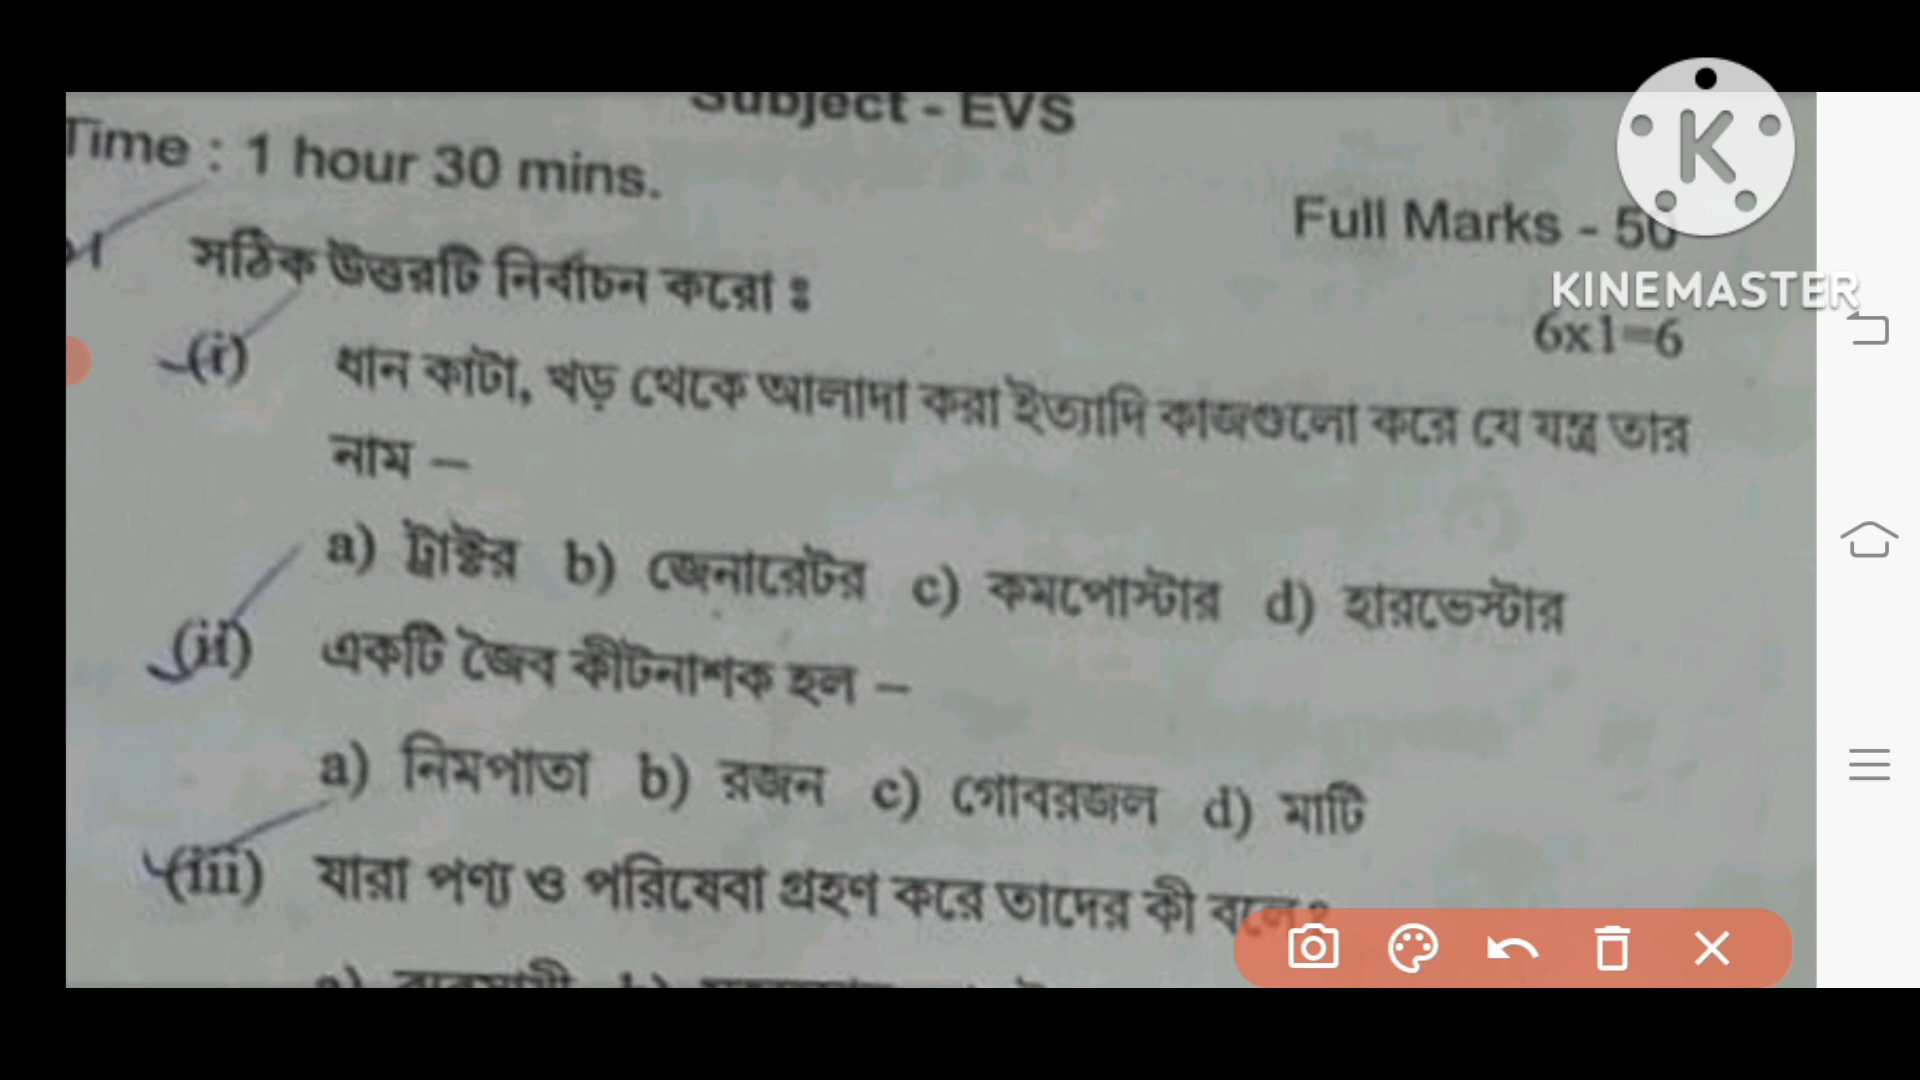 Subject - EVS
Time : 1 hour 30 mins.
Full Marks - 50
KINEMASTER
সঠিক উত্তরটি নির্বাচন করো ঃ
6x1=6
(i) ধান কাটা, খড় থেকে আলাদা করা ইত্যাদি কাজগুলো করে যে যন্ত্র তার
নাম –
a) ট্রাক্টর b) জেনারেটর c) কমপোস্টার d) হারভেস্টার
(ii) একটি জৈব কীটনাশক হল –
a) নিমপাতা b) রজন c) গোবরজল d) মাটি
(iii) যারা পণ্য ও পরিষেবা গ্রহণ করে তাদের কী বলে ?